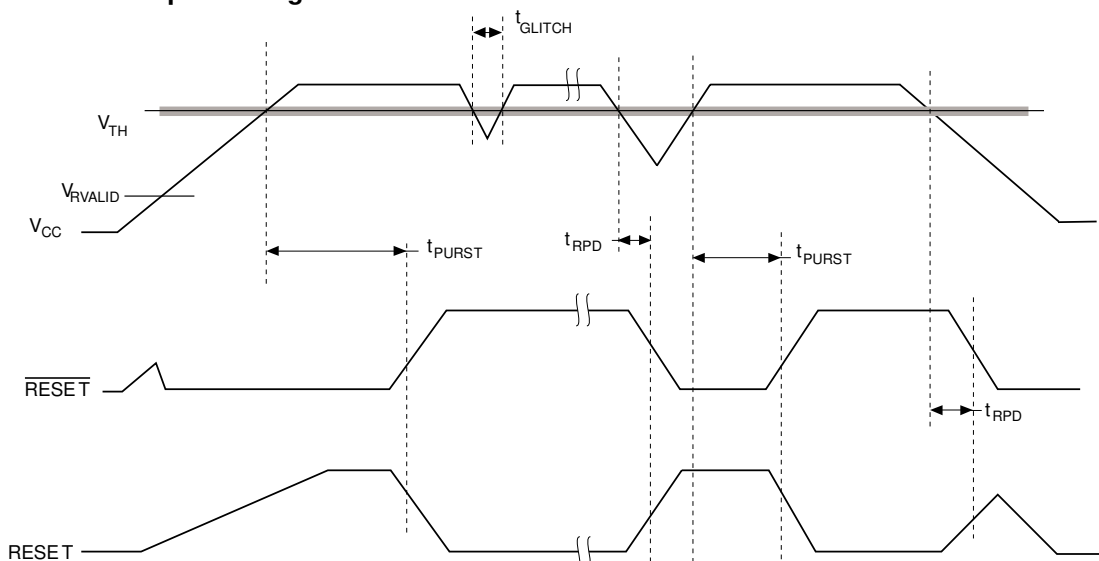 tGLITCH
VTH
VRVALID
VCC
tPURST
tRPD
tPURST
RESET
tRPD
RESET